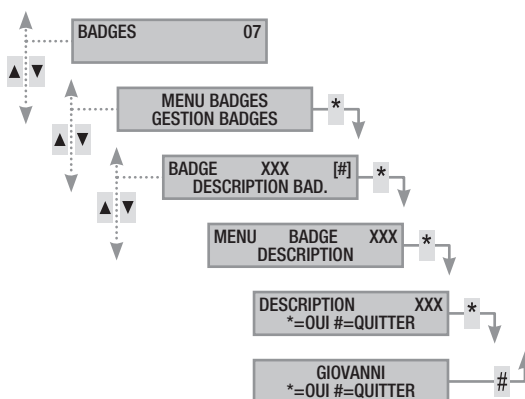 BADGES 07
▲ ▼
MENU BADGES
GESTION BADGES
*
▲ ▼
BADGE XXX [#]
DESCRIPTION BAD.
*
▲ ▼
MENU BADGE XXX
DESCRIPTION
*
DESCRIPTION XXX
*=OUI #=QUITTER
*
GIOVANNI
*=OUI #=QUITTER
#